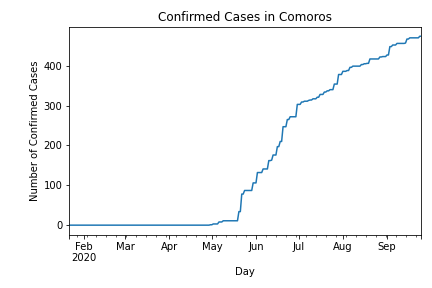 Confirmed Cases in Comoros
Number of Confirmed Cases
400
300
200
100
0
Feb Mar Apr May Jun Jul Aug Sep
2020
Day